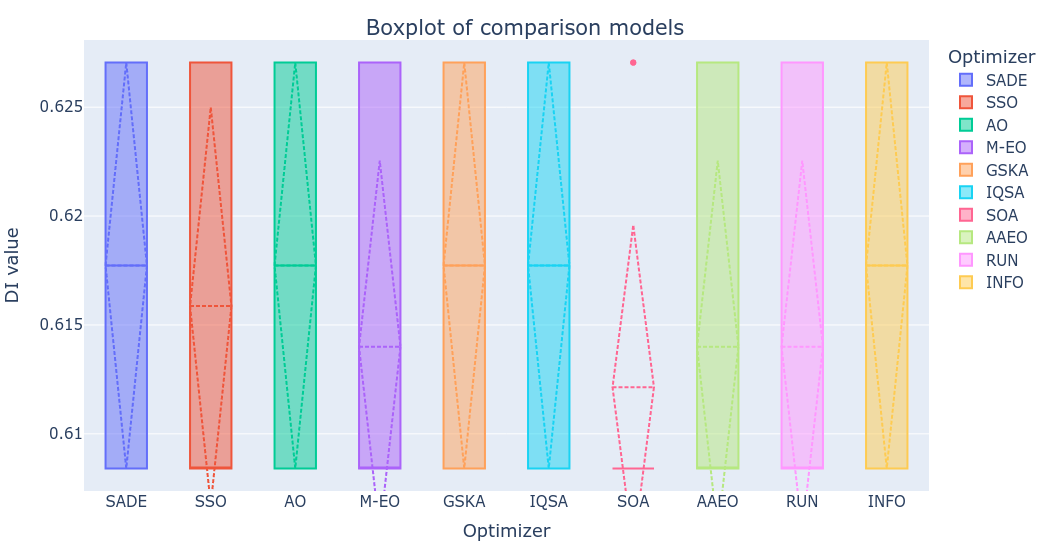 Boxplot of comparison models
Optimizer
SADE
SSO
AO
M-EO
GSKA
IQSA
SOA
AAEO
RUN
INFO
DI value
0.625
0.62
0.615
0.61
SADE SSO AO M-EO GSKA IQSA SOA AAEO RUN INFO
Optimizer